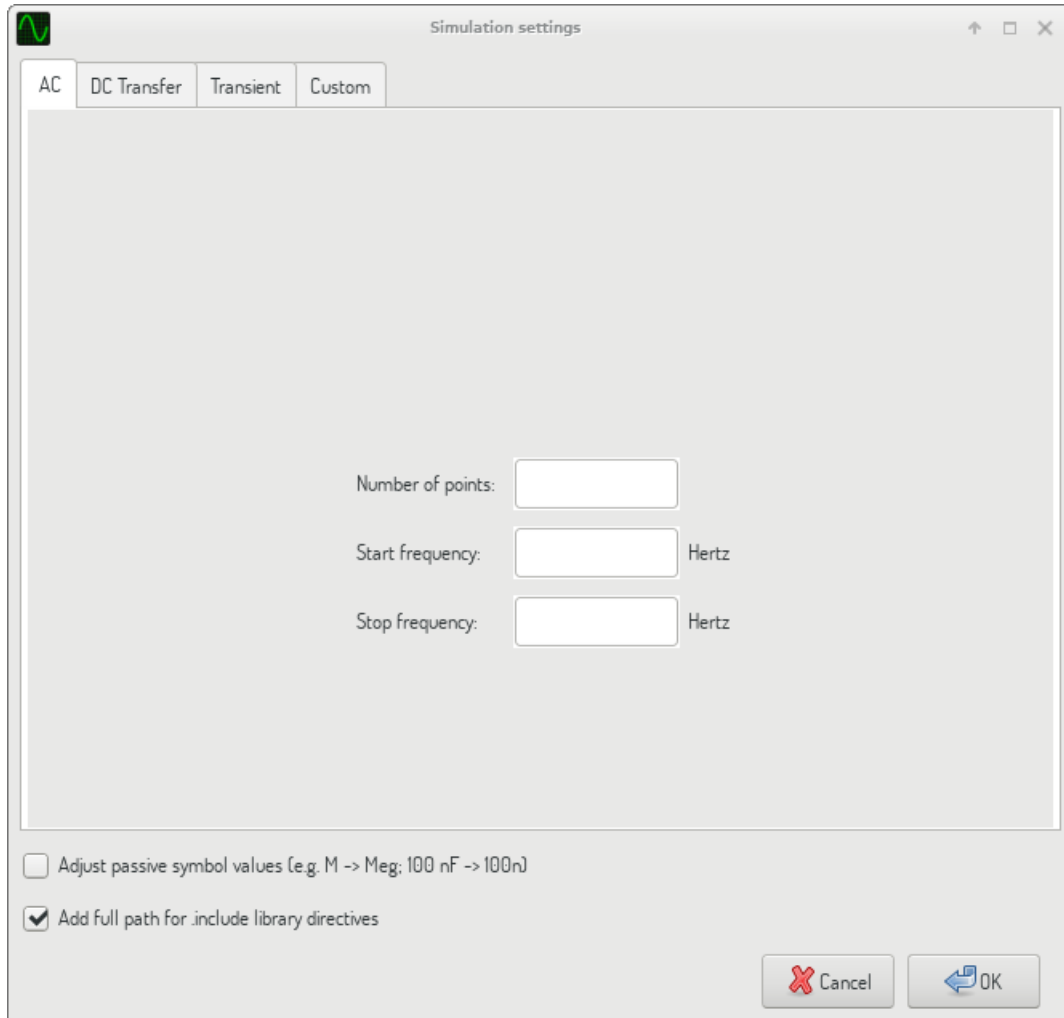 Simulation settings
AC DC Transfer Transient Custom
Number of points:
Start frequency: Hertz
Stop frequency: Hertz
Adjust passive symbol values (e.g. M -> Meg; 100 nF -> 100n)
Add full path for .include library directives
Cancel OK